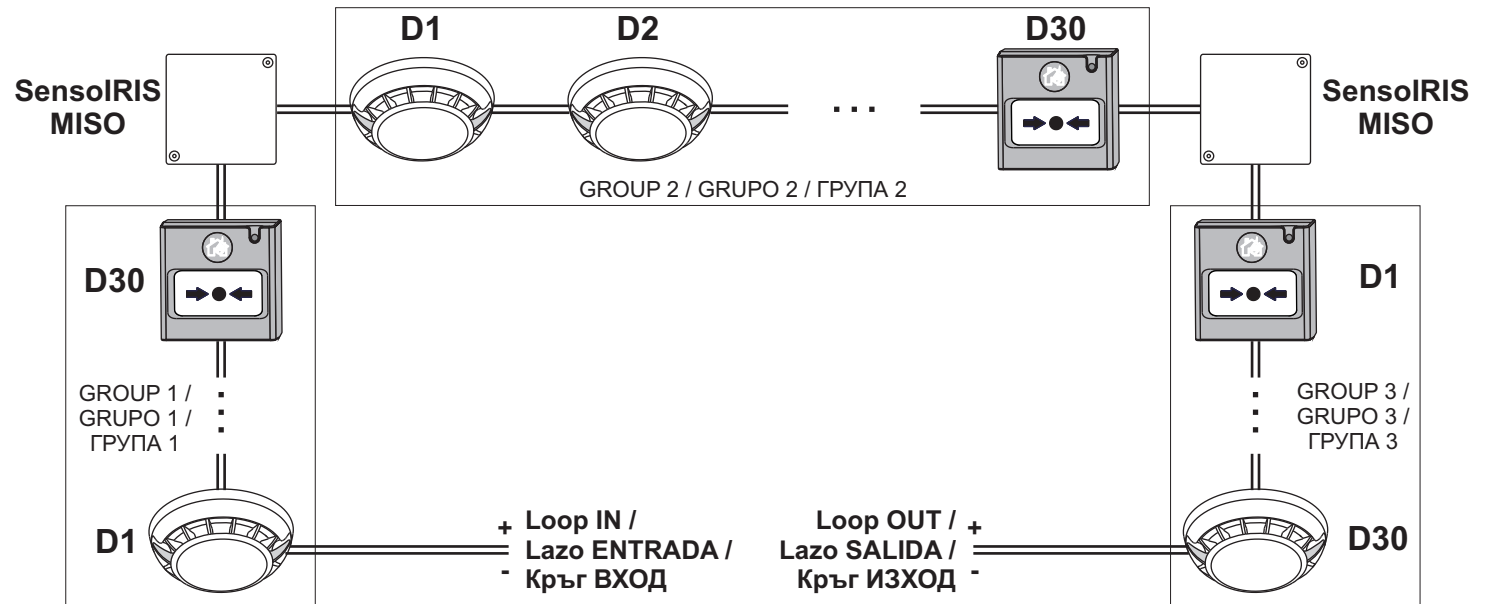 D1
D2
D30
SensoIRIS
MISO
SensoIRIS
MISO
GROUP 2 / GRUPO 2 / ГРУПА 2
D30
D1
GROUP 1 /
GRUPO 1 /
ГРУПА 1
GROUP 3 /
GRUPO 3 /
ГРУПА 3
D1
+ Loop IN /
Lazo ENTRADA /
- Кръг ВХОД
Loop OUT / +
Lazo SALIDA /
Кръг ИЗХОД -
D30